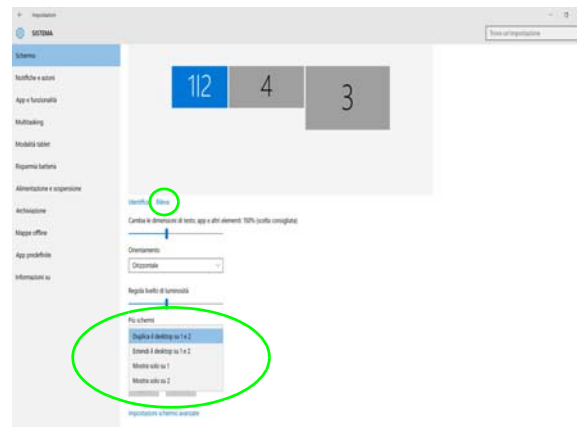 Impostazioni
SISTEMA
Trova un'impostazione
Schermo
Notifiche e azioni
App e funzionalità
Multitasking
Modalità tablet
Risparmia batteria
Alimentazione e sospensione
Archiviazione
Mappe offline
App predefinite
Informazioni su
1|2
4
3
Identifica Rileva
Cambia le dimensioni di testo, app e altri elementi: 100% (scelta consigliata)
Orientamento
Orizzontale
Regola livello di luminosità
Più schermi
Duplica il desktop su 1 e 2
Estendi il desktop su 1 e 2
Mostra solo su 1
Mostra solo su 2
Impostazioni schermo avanzate